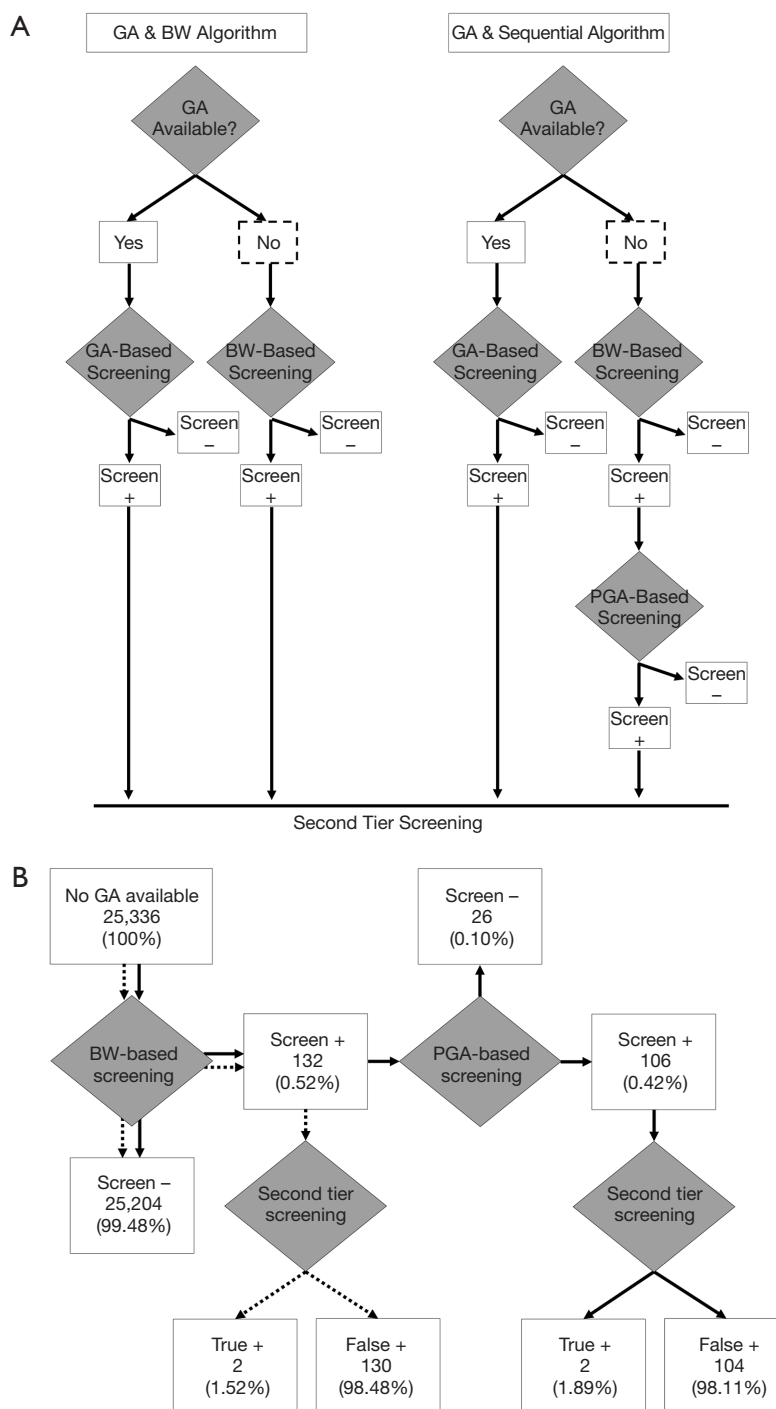 A
GA & BW Algorithm
GA
Available?
Yes
No
GA-Based
Screening
BW-Based
Screening
Screen
–
Screen
–
Screen
+
Screen
+
GA & Sequential Algorithm
GA
Available?
Yes
No
GA-Based
Screening
BW-Based
Screening
Screen
–
Screen
–
Screen
+
Screen
+
PGA-Based
Screening
Screen
–
Screen
+
Second Tier Screening
B
No GA available
25,336
(100%)
BW-based
screening
Screen –
25,204
(99.48%)
Screen +
132
(0.52%)
Second tier
screening
True +
2
(1.52%)
False +
130
(98.48%)
PGA-based
screening
Screen –
26
(0.10%)
Screen +
106
(0.42%)
Second tier
screening
True +
2
(1.89%)
False +
104
(98.11%)